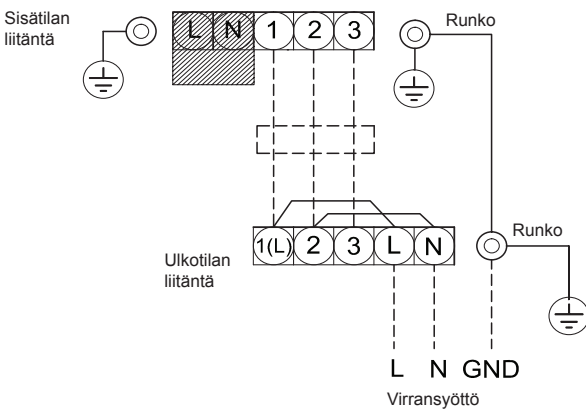 Sisätilan
liitäntä
L N 1 2 3
Runko
1(L) 2 3 L N
Runko
Ulkotilan
liitäntä
L N GND
Virransyöttö